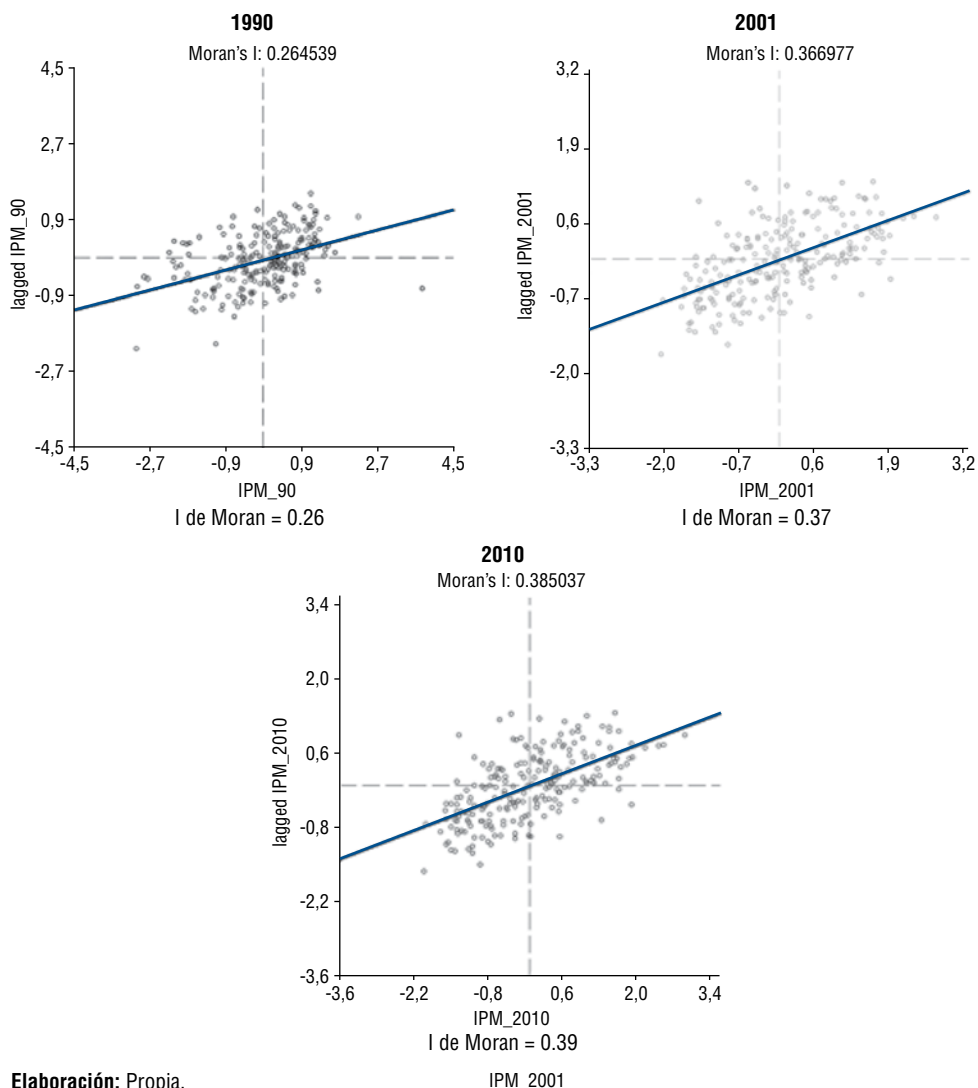 1990
Moran's I: 0.264539
4,5
2,7
0,9
-0,9
-2,7
-4,5
lagged IPM_90
-4,5 -2,7 -0,9 0,9 2,7 4,5
IPM_90
I de Moran = 0.26
2001
Moran's I: 0.366977
3,2
1,9
0,6
-0,7
-2,0
-3,3
lagged IPM_2001
-3,3 -2,0 -0,7 0,6 1,9 3,2
IPM_2001
I de Moran = 0.37
2010
Moran's I: 0.385037
3,4
2,0
0,6
-0,8
-2,2
-3,6
lagged IPM_2010
-3,6 -2,2 -0,8 0,6 2,0 3,4
IPM_2010
I de Moran = 0.39
Elaboración: Propia. IPM_2001